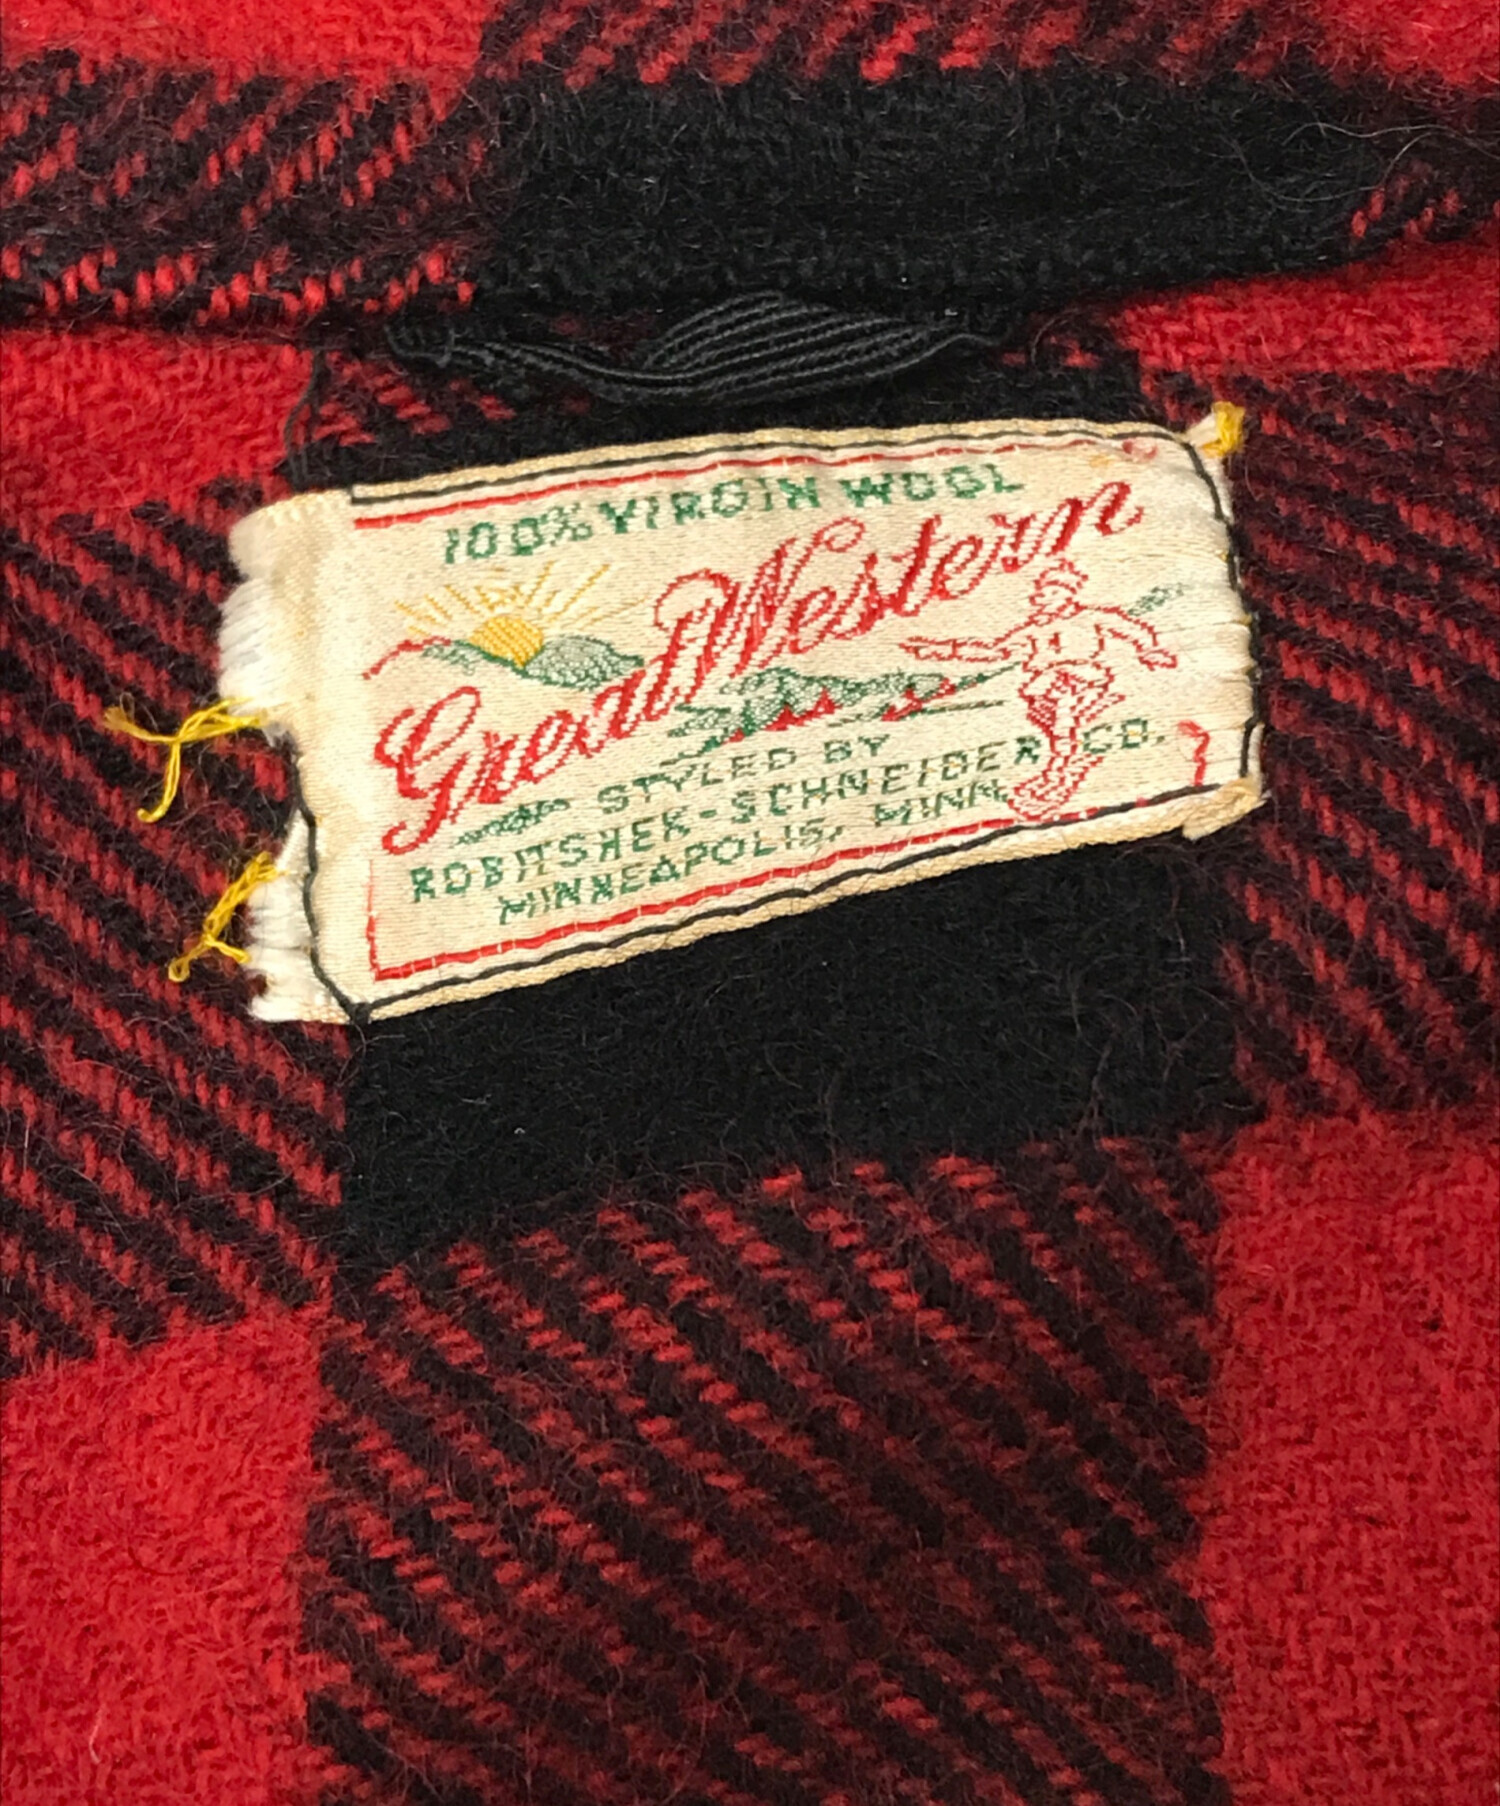 100% VIRGIN WOOL
Great Western
STYLED BY
ROBITSHEK-SCHNEIDER CO.
MINNEAPOLIS, MINN.